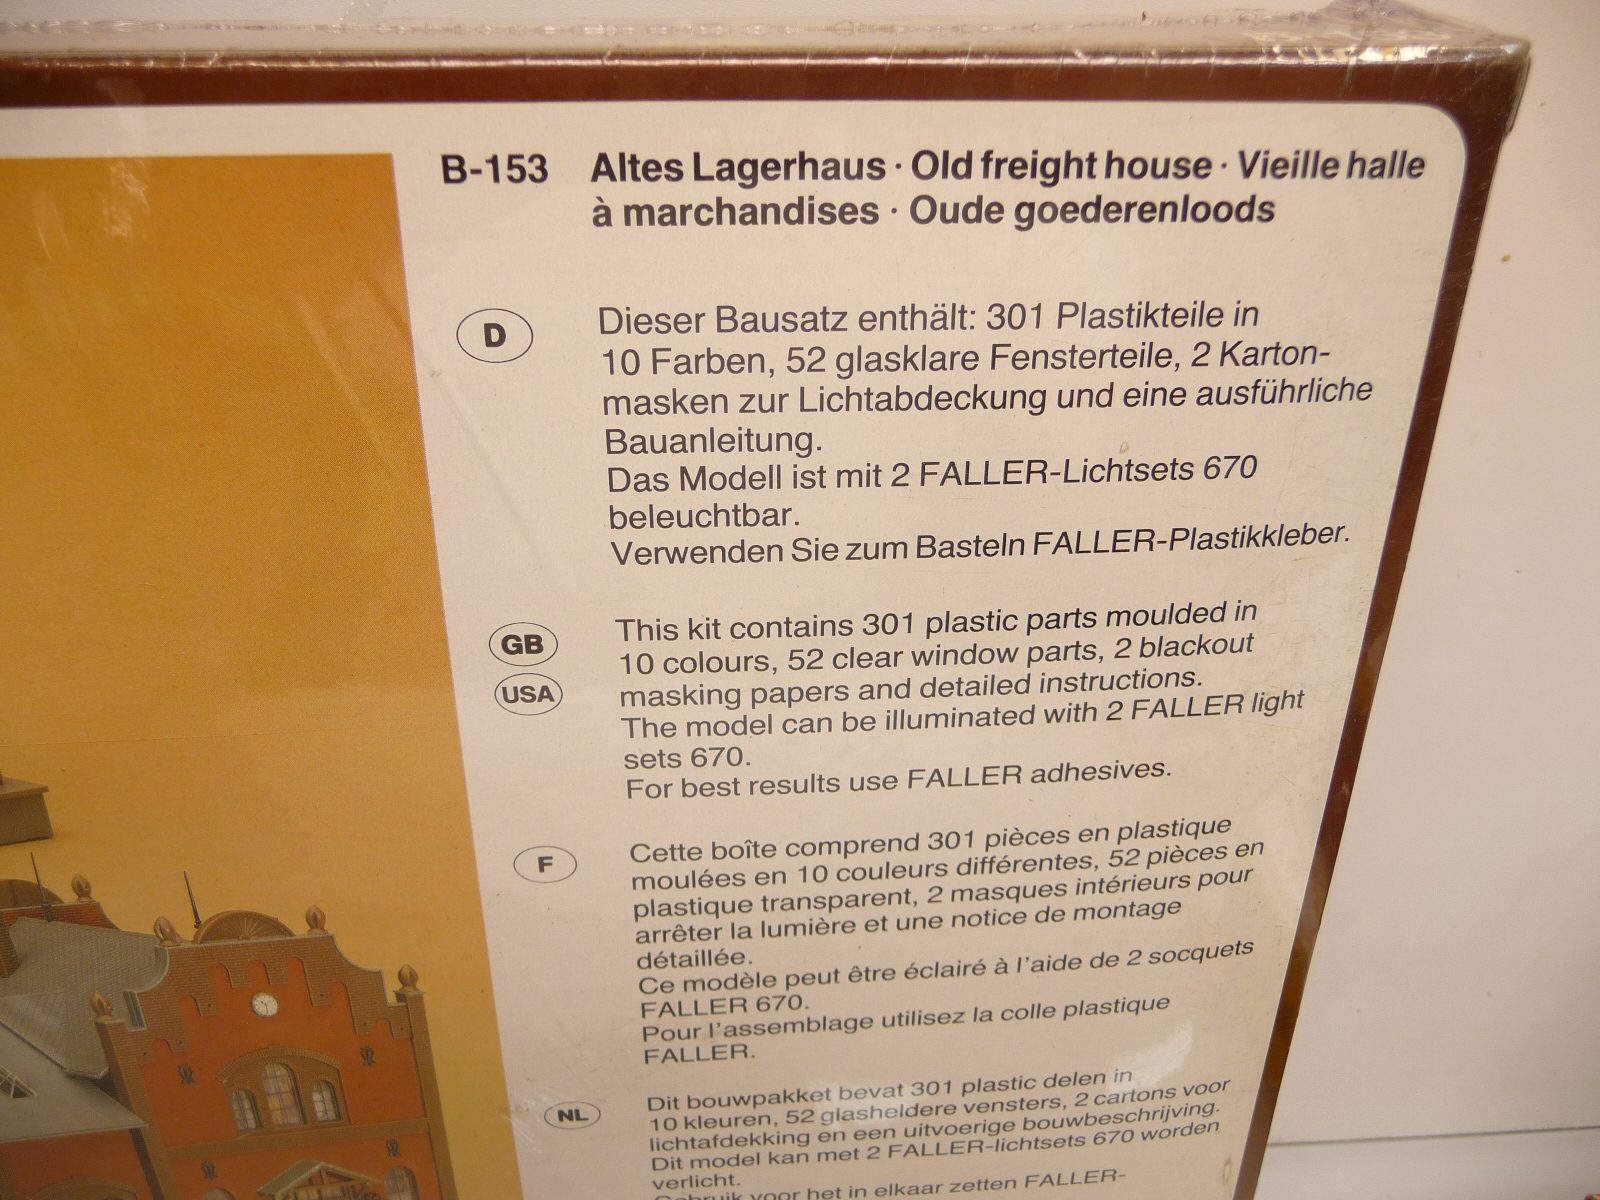 B-153 Altes Lagerhaus · Old freight house · Vieille halle
à marchandises · Oude goederenloods
D
Dieser Bausatz enthält: 301 Plastikteile in
10 Farben, 52 glasklare Fensterteile, 2 Karton-
masken zur Lichtabdeckung und eine ausführliche
Bauanleitung.
Das Modell ist mit 2 FALLER-Lichtsets 670
beleuchtbar.
Verwenden Sie zum Basteln FALLER-Plastikkleber.
GB
USA
This kit contains 301 plastic parts moulded in
10 colours, 52 clear window parts, 2 blackout
masking papers and detailed instructions.
The model can be illuminated with 2 FALLER light
sets 670.
For best results use FALLER adhesives.
F
Cette boîte comprend 301 pièces en plastique
moulées en 10 couleurs différentes, 52 pièces en
plastique transparent, 2 masques intérieurs pour
arrêter la lumière et une notice de montage
détaillée.
Ce modèle peut être éclairé à l'aide de 2 socquets
FALLER 670.
Pour l'assemblage utilisez la colle plastique
FALLER.
NL
Dit bouwpakket bevat 301 plastic delen in
10 kleuren, 52 glasheldere vensters, 2 cartons voor
lichtafdekking en een uitvoerige bouwbeschrijving.
Dit model kan met 2 FALLER-lichtsets 670 worden
verlicht.
Gebruik voor het in elkaar zetten FALLER-